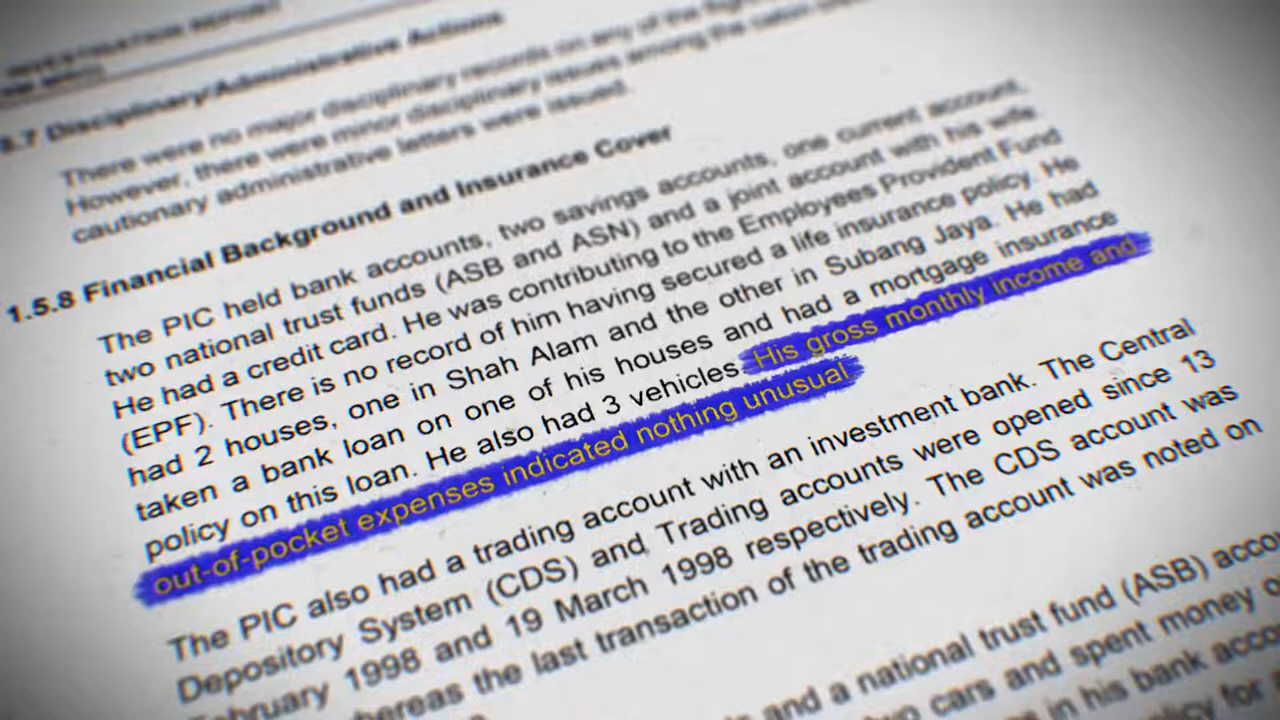 INVESTIGATION REPORT
1.5.7 Disciplinary/Administrative Actions
There were no major disciplinary records on any of the flight
However, there were minor disciplinary issues among the cabin crew
cautionary administrative letters were issued.
1.5.8 Financial Background and Insurance Cover
The PIC held bank accounts, two savings accounts, one current account,
two national trust funds (ASB and ASN) and a joint account with his wife.
He had a credit card. He was contributing to the Employees Provident Fund
(EPF). There is no record of him having secured a life insurance policy. He
had 2 houses, one in Shah Alam and the other in Subang Jaya. He had
taken a bank loan on one of his houses and had a mortgage insurance
policy on this loan. He also had 3 vehicles. His gross monthly income and
out-of-pocket expenses indicated nothing unusual
The PIC also had a trading account with an investment bank. The Central
Depository System (CDS) and Trading accounts were opened since 13
February 1998 and 19 March 1998 respectively. The CDS account was
whereas the last transaction of the trading account was noted on
and a national trust fund (ASB)
two cars and spent money
in his bank
policy for